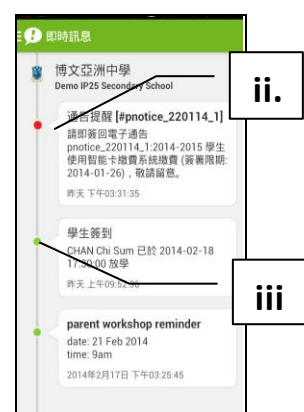 即時訊息
博文亞洲中學
Demo IP25 Secondary School
ii.
通告提醒 [#pnotice_220114_1]
請即簽回電子通告
pnotice_220114_1:2014-2015 學生
使用智能卡繳費系統繳費 (簽署限期:
2014-01-26)，敬請留意。
昨天 下午03:31:35
學生簽到
CHAN Chi Sum 已於 2014-02-18
17:30:00 放學
昨天 上午09:52:36
iii
parent workshop reminder
date: 21 Feb 2014
time: 9am
2014年2月17日 下午03:25:45